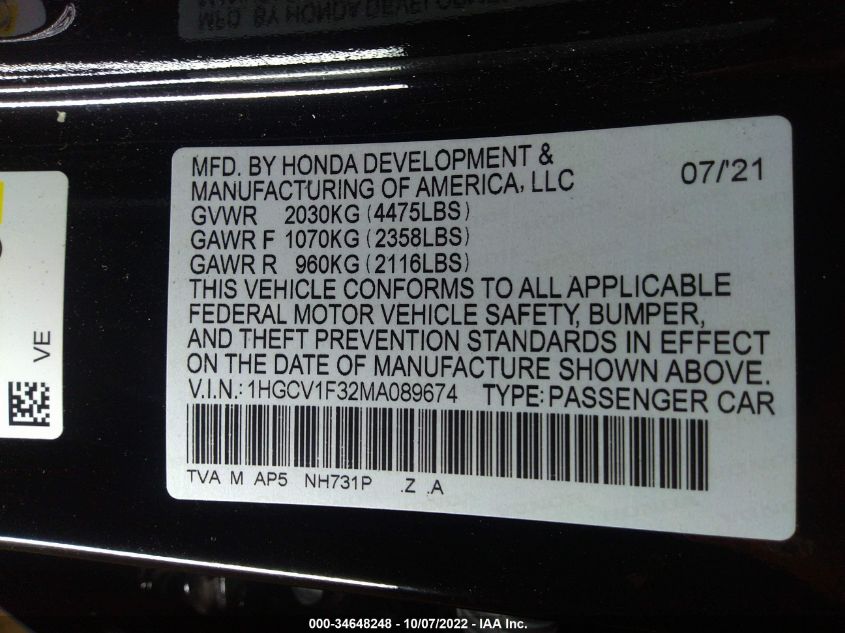 MFD. BY HONDA DEVELOPMENT &
MANUFACTURING OF AMERICA, LLC
07/'21
GVWR 2030KG (4475LBS)
GAWR F 1070KG (2358LBS)
GAWR R 960KG (2116LBS)
THIS VEHICLE CONFORMS TO ALL APPLICABLE
FEDERAL MOTOR VEHICLE SAFETY, BUMPER,
AND THEFT PREVENTION STANDARDS IN EFFECT
ON THE DATE OF MANUFACTURE SHOWN ABOVE.
V.I.N.: 1HGCV1F32MA089674 TYPE: PASSENGER CAR
TVA M AP5 NH731P .Z .A
VE
000-34648248 - 10/07/2022 - IAA Inc.